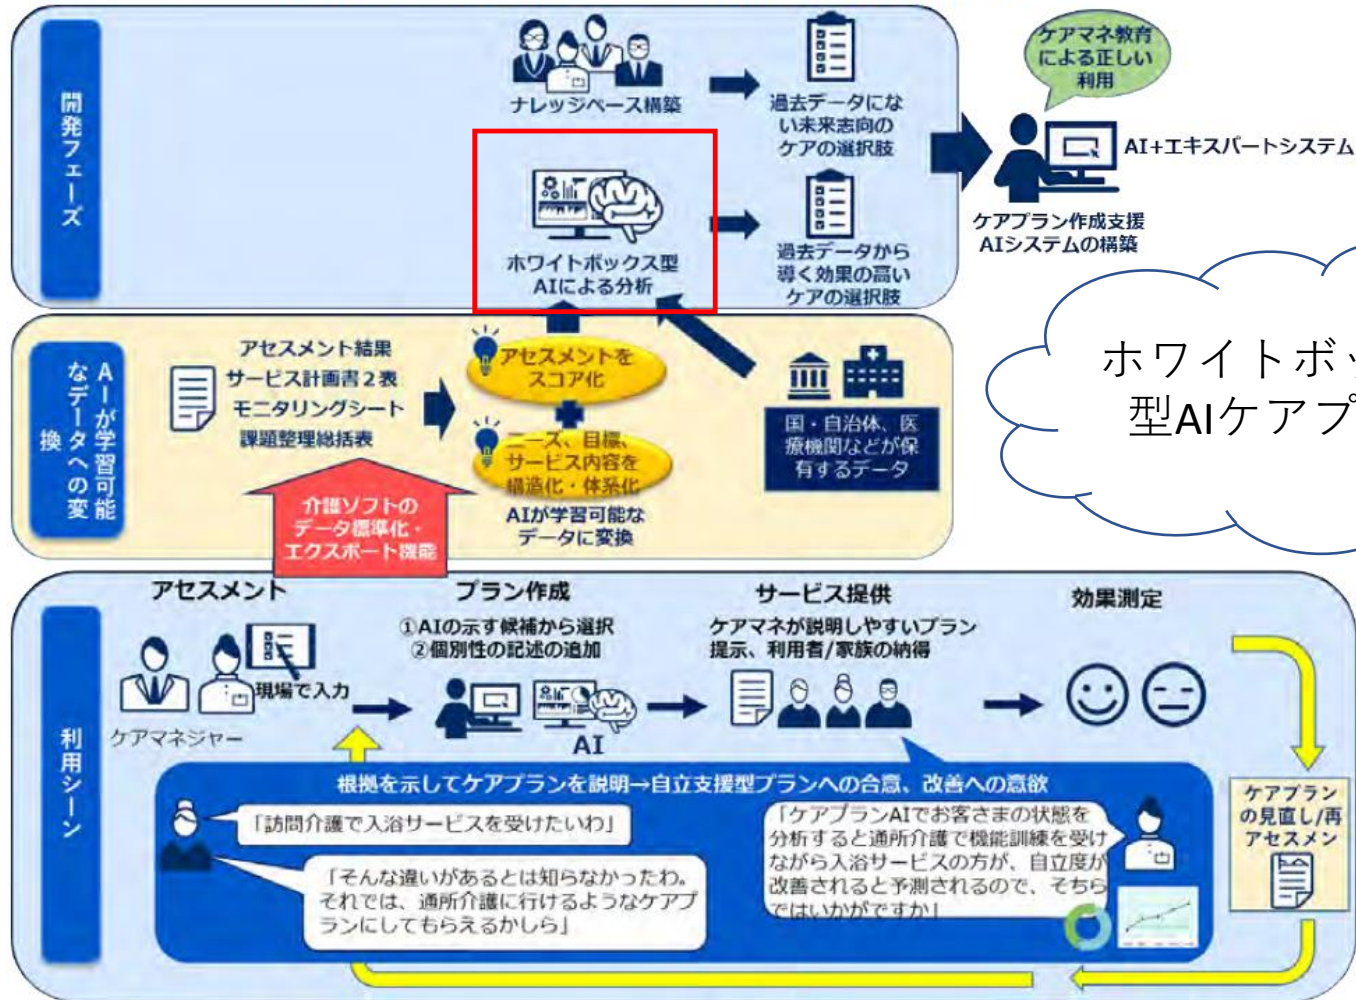 開発フェーズ
ナレッジベース構築
過去データにな
い未来志向の
ケアの選択肢
ケアマネ教育
による正しい
利用
AI+エキスパートシステム
ケアプラン作成支援
AIシステムの構築
ホワイトボックス型
AIによる分析
過去データから
導く効果の高い
ケアの選択肢
ホワイトボッ
型AIケアプ
AIが学習可能
なデータへの変
換
アセスメント結果
サービス計画書2表
モニタリングシート
課題整理総括表
アセスメントを
スコア化
ニーズ、目標、
サービス内容を
構造化・体系化
AIが学習可能な
データに変換
国・自治体、医
療機関などが保
有するデータ
介護ソフトの
データ標準化・
エクスポート機能
利用シーン
アセスメント
現場で入力
ケアマネジャー
プラン作成
①AIの示す候補から選択
②個別性の記述の追加
AI
サービス提供
ケアマネが説明しやすいプラン
提示、利用者/家族の納得
効果測定
根拠を示してケアプランを説明→自立支援型プランへの合意、改善への意欲
「訪問介護で入浴サービスを受けたいわ」
「ケアプランAIでお客さまの状態を
分析すると通所介護で機能訓練を受け
ながら入浴サービスの方が、自立度が
改善されると予測されるので、そちら
ではいかがですか」
「そんな違いがあるとは知らなかったわ。
それでは、通所介護に行けるようなケアプ
ランにしてもらえるかしら」
ケアプラン
の見直し/再
アセスメン